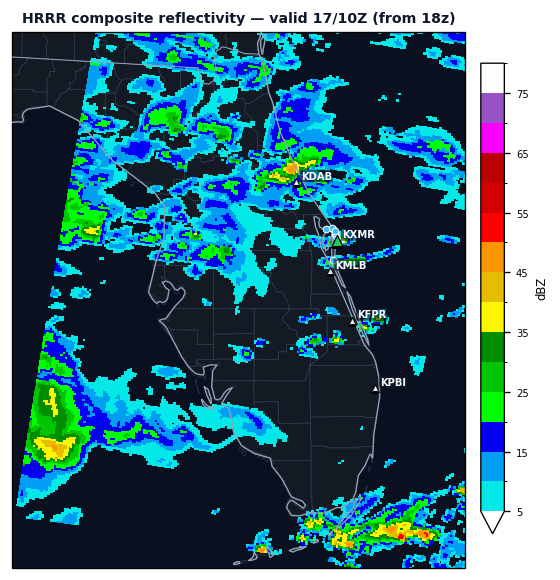 HRRR composite reflectivity — valid 17/10Z (from 18z)
KDAB
KXMR
KMLB
KFPR
KPBI
75
65
55
45
35
25
15
5
dBZ